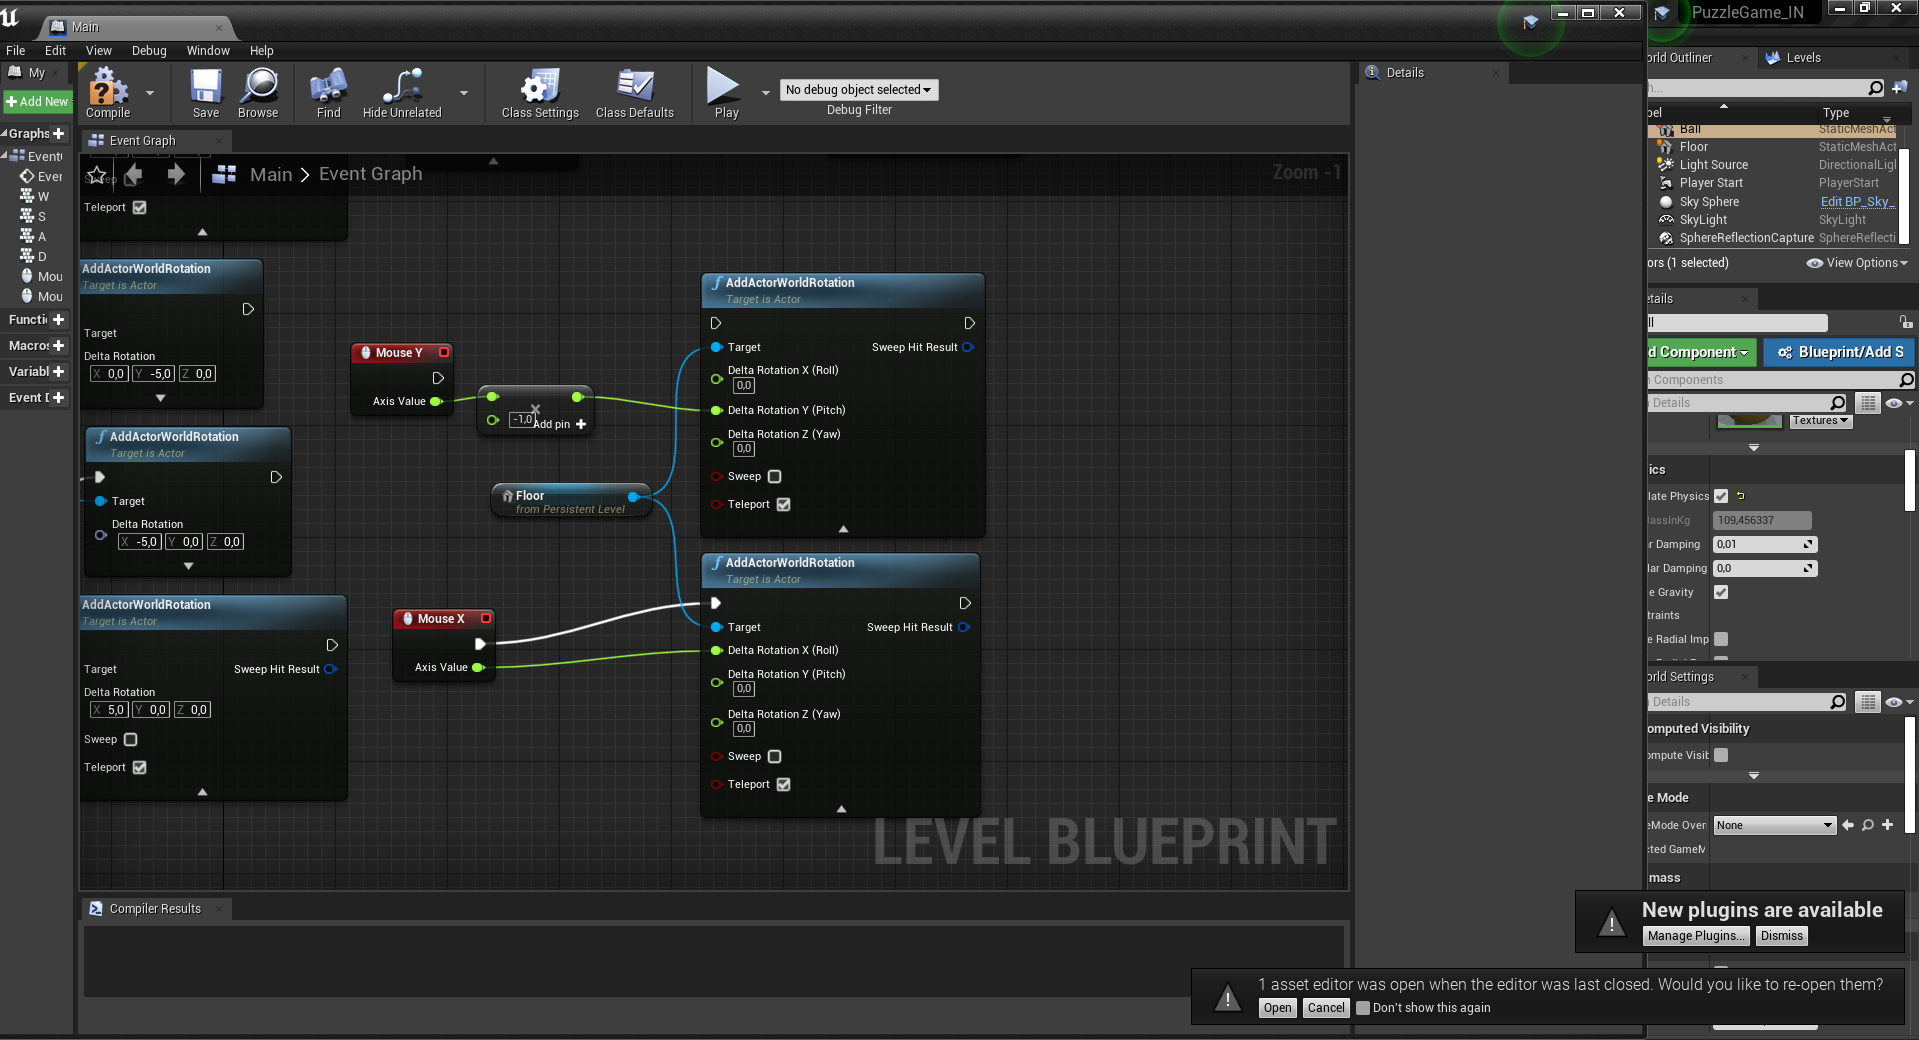 Main
PuzzleGame_IN
File Edit View Debug Window Help
My
+ Add New
Compile
Save
Browse
Find
Hide Unrelated
Class Settings
Class Defaults
Play
No debug object selected
Debug Filter
Event Graph
Main > Event Graph
Zoom -1
Graphs
Event
Ever
W
S
A
D
Mou
Mou
Functi
Macros
Variabl
Event D
Sweep
Teleport
AddActorWorldRotation
Target is Actor
Target
Delta Rotation
X 0,0 Y -5,0 Z 0,0
AddActorWorldRotation
Target is Actor
Target
Delta Rotation
X -5,0 Y 0,0 Z 0,0
AddActorWorldRotation
Target is Actor
Target
Sweep Hit Result
Delta Rotation
X 5,0 Y 0,0 Z 0,0
Sweep
Teleport
Mouse Y
Axis Value
-1,0
Add pin +
Floor
from Persistent Level
Mouse X
Axis Value
AddActorWorldRotation
Target is Actor
Target
Sweep Hit Result
Delta Rotation X (Roll)
0,0
Delta Rotation Y (Pitch)
Delta Rotation Z (Yaw)
0,0
Sweep
Teleport
AddActorWorldRotation
Target is Actor
Target
Sweep Hit Result
Delta Rotation X (Roll)
Delta Rotation Y (Pitch)
0,0
Delta Rotation Z (Yaw)
0,0
Sweep
Teleport
LEVEL BLUEPRINT
Compiler Results
Details
orld Outliner
Levels
h...
bel Type
Ball StaticMeshAct
Floor StaticMeshAct
Light Source DirectionalLigh
Player Start PlayerStart
Sky Sphere Edit BP_Sky_
SkyLight SkyLight
SphereReflectionCapture SphereReflecti
ors (1 selected)
View Options
etails
ll
d Component
Blueprint/Add S
Components
Details
Textures
ics
late Physics
lassInKg 109,456337
r Damping 0,01
lar Damping 0,0
e Gravity
traints
e Radial Imp
orld Settings
Details
omputed Visibility
ompute Visib
e Mode
eMode Overr None
cted GameM
mass
New plugins are available
Manage Plugins... Dismiss
1 asset editor was open when the editor was last closed. Would you like to re-open them?
Open Cancel Don't show this again